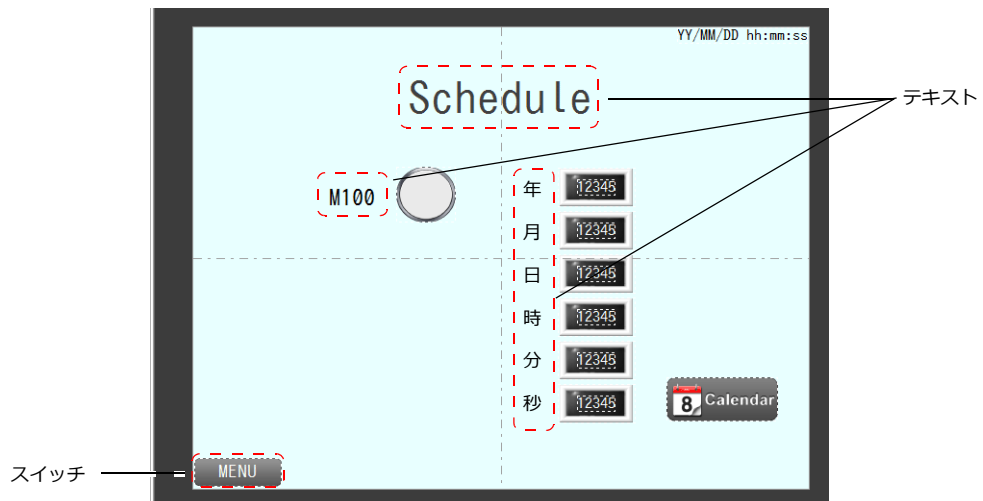 YY/MM/DD hh:mm:ss
Schedule
テキスト
M100
年 12345
月 12345
日 12345
時 12345
分 12345
秒 12345
8 Calendar
スイッチ
MENU